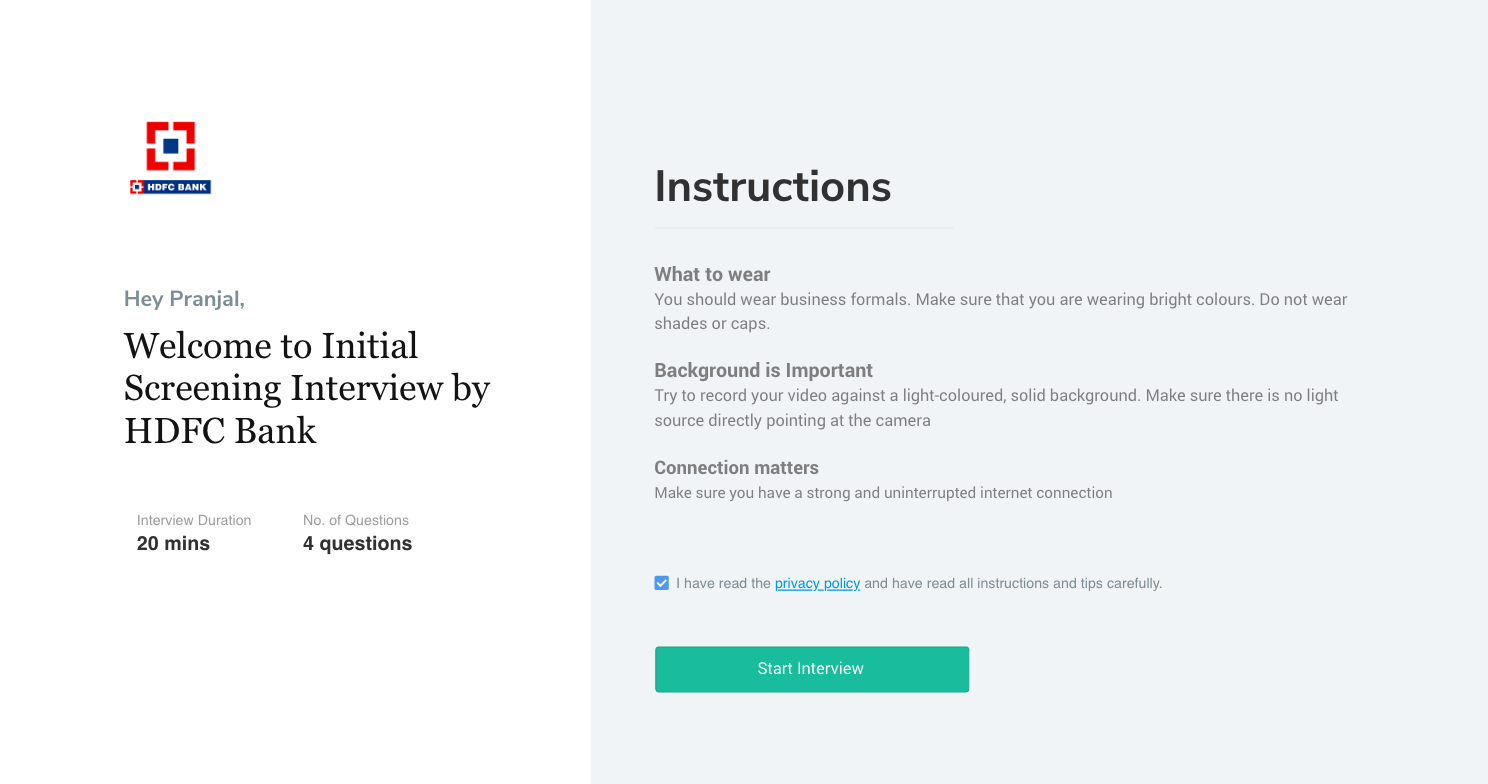 HDFC BANK
Hey Pranjal,
Welcome to Initial
Screening Interview by
HDFC Bank
Interview Duration
20 mins
No. of Questions
4 questions
Instructions
What to wear
You should wear business formals. Make sure that you are wearing bright colours. Do not wear
shades or caps.
Background is Important
Try to record your video against a light-coloured, solid background. Make sure there is no light
source directly pointing at the camera
Connection matters
Make sure you have a strong and uninterrupted internet connection
I have read the privacy policy and have read all instructions and tips carefully.
Start Interview